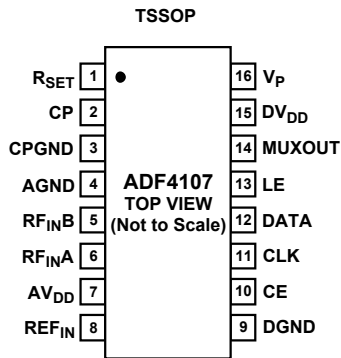 TSSOP
RSET 1
CP 2
CPGND 3
AGND 4
RFINB 5
RFINA 6
AVDD 7
REFIN 8
ADF4107
TOP VIEW
(Not to Scale)
16 VP
15 DVDD
14 MUXOUT
13 LE
12 DATA
11 CLK
10 CE
9 DGND